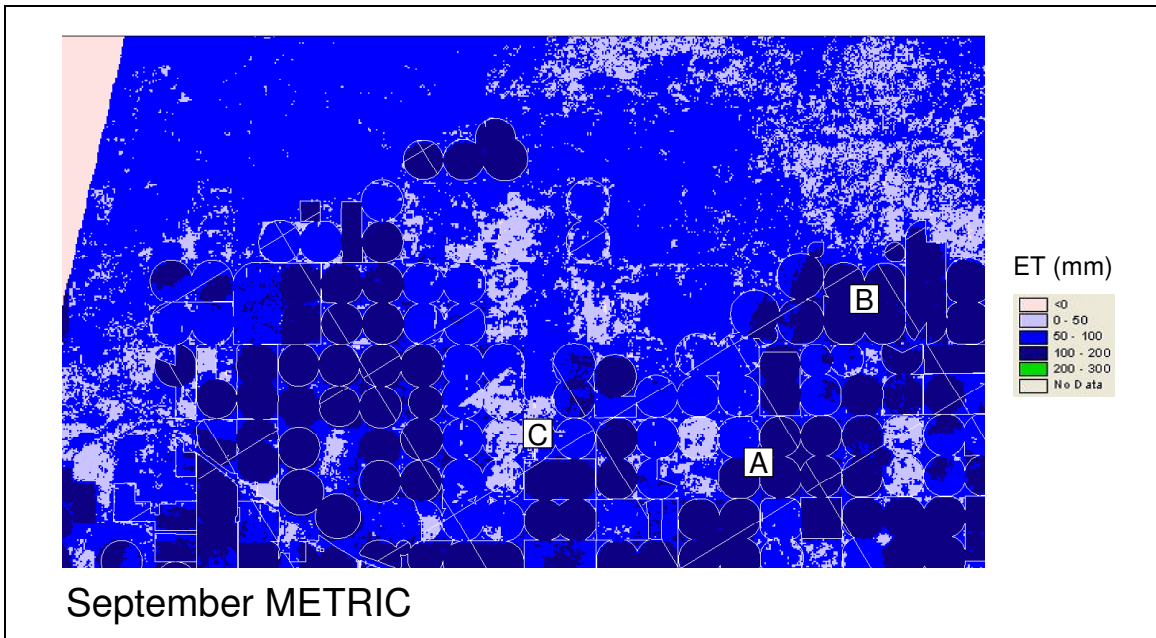 B
C
A
ET (mm)
<0
0 - 50
50 - 100
100 - 200
200 - 300
No Data
September METRIC